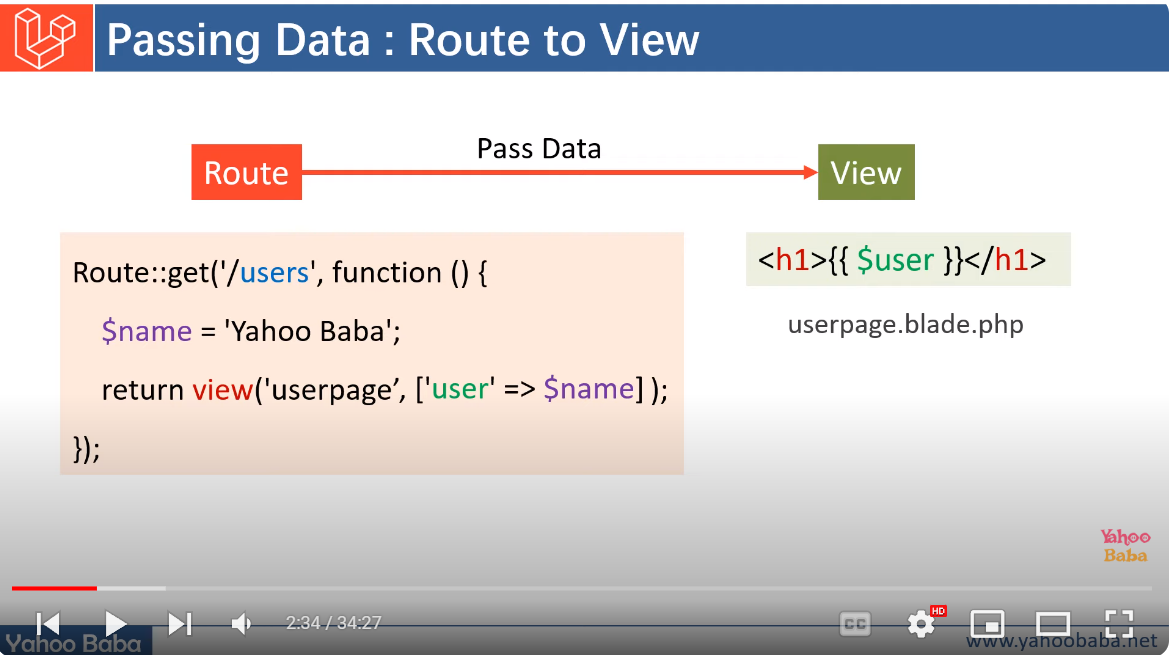 Passing Data : Route to View
Pass Data
Route
View
Route::get('/users', function () {
$name = 'Yahoo Baba';
return view('userpage’, ['user' => $name] );
});
<h1>{{ $user }}</h1>
userpage.blade.php
Yahoo
Baba
2:34 / 34:27
CC
HD
Yahoo Baba
www.yahoobaba.net